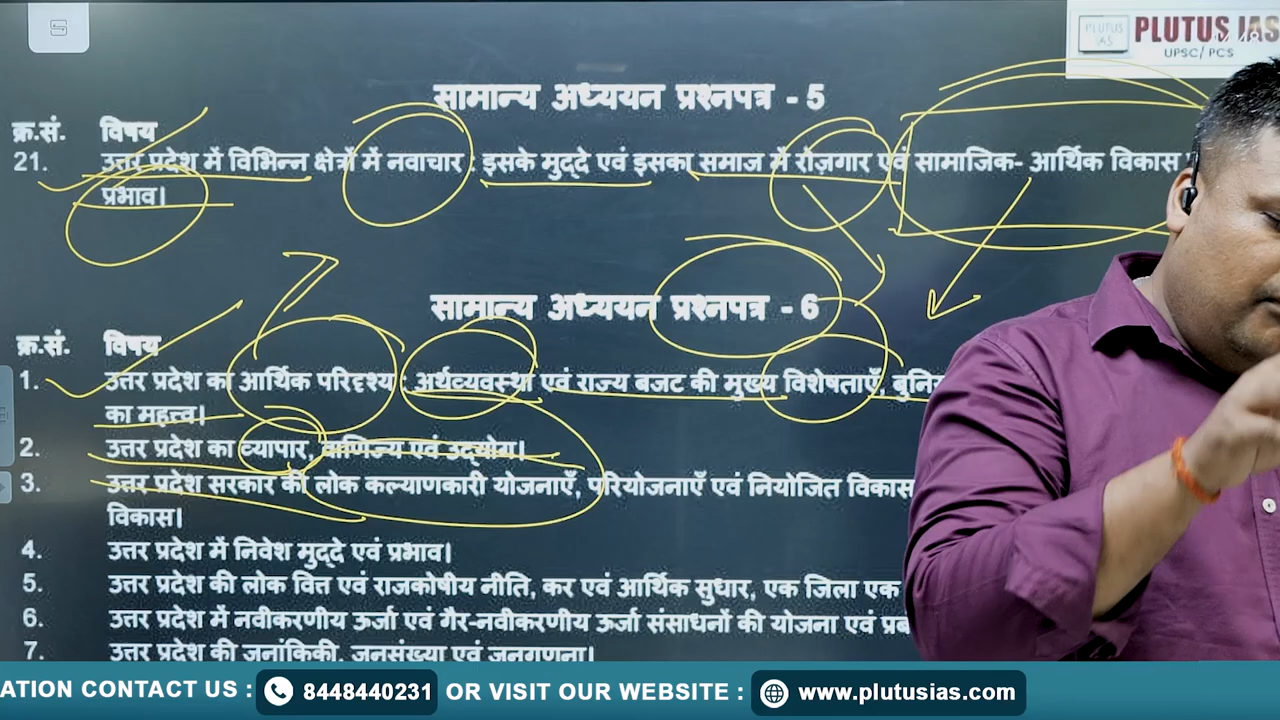 PLUTUS IAS
UPSC/ PCS
सामान्य अध्ययन प्रश्नपत्र - 5
क्र.सं. विषय
21. उत्तर प्रदेश में विभिन्न क्षेत्रों में नवाचार : इसके मुद्दे एवं इसका समाज में रोज़गार एवं सामाजिक- आर्थिक विकास
प्रभाव।
सामान्य अध्ययन प्रश्नपत्र - 6
क्र.सं. विषय
1. उत्तर प्रदेश का आर्थिक परिदृश्य : अर्थव्यवस्था एवं राज्य बजट की मुख्य विशेषताएँ,
का महत्त्व।
2. उत्तर प्रदेश का व्यापार, वाणिज्य एवं उद्योग।
3. उत्तर प्रदेश सरकार की लोक कल्याणकारी योजनाएँ, परियोजनाएँ एवं नियोजित विकास
विकास।
4. उत्तर प्रदेश में निवेश मुद्दे एवं प्रभाव।
5. उत्तर प्रदेश की लोक वित्त एवं राजकोषीय नीति, कर एवं आर्थिक सुधार, एक जिला एक
6. उत्तर प्रदेश में नवीकरणीय ऊर्जा एवं गैर-नवीकरणीय ऊर्जा संसाधनों की योजना एवं
7. उत्तर प्रदेश की जनांकिकी, जनसंख्या एवं जनगणना।
ATION CONTACT US : 8448440231 OR VISIT OUR WEBSITE : www.plutusias.com